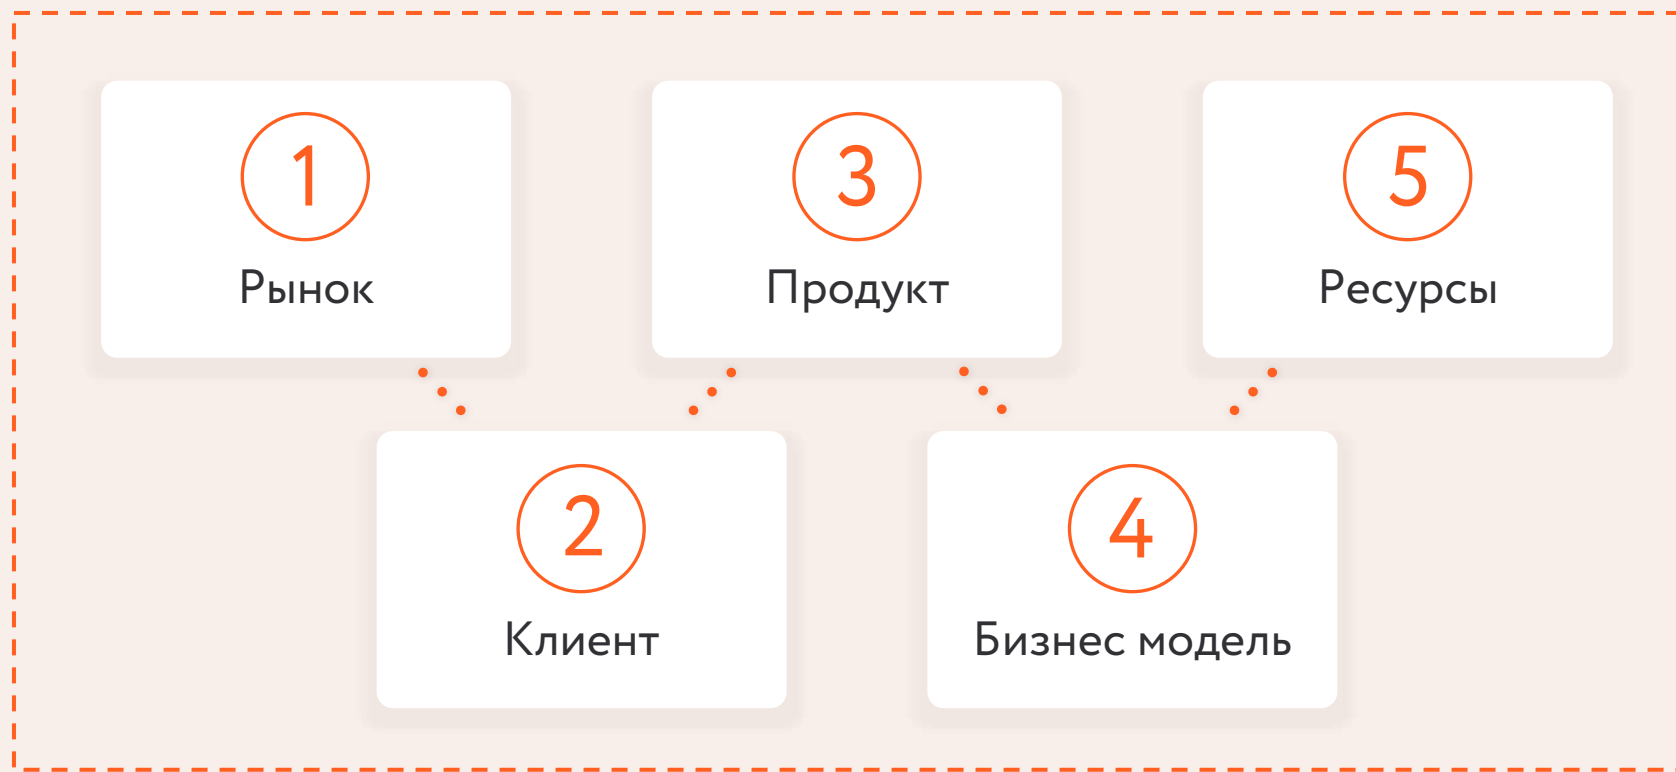 1
Рынок
2
Клиент
3
Продукт
4
Бизнес модель
5
Ресурсы